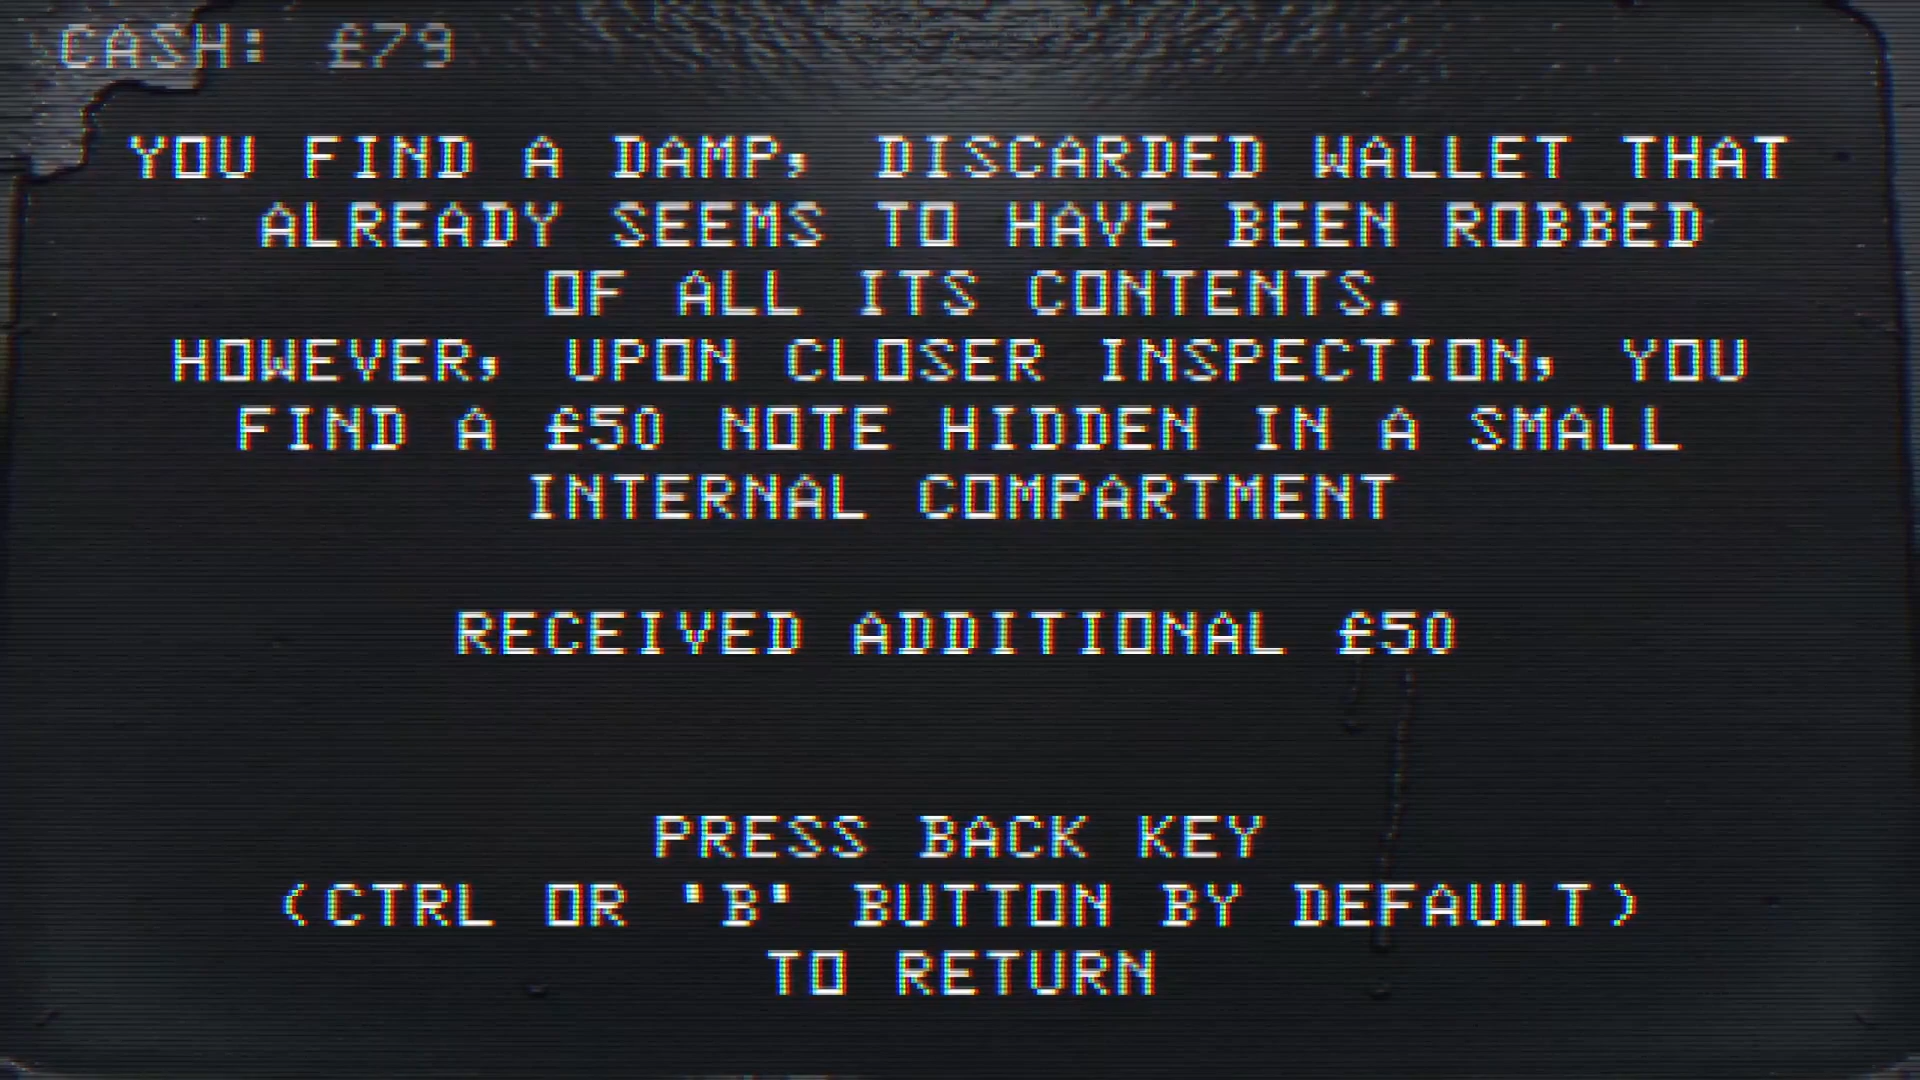 CASH: £79
YOU FIND A DAMP, DISCARDED WALLET THAT
ALREADY SEEMS TO HAVE BEEN ROBBED
OF ALL ITS CONTENTS.
HOWEVER, UPON CLOSER INSPECTION, YOU
FIND A £50 NOTE HIDDEN IN A SMALL
INTERNAL COMPARTMENT
RECEIVED ADDITIONAL £50
PRESS BACK KEY
(CTRL OR 'B' BUTTON BY DEFAULT)
TO RETURN